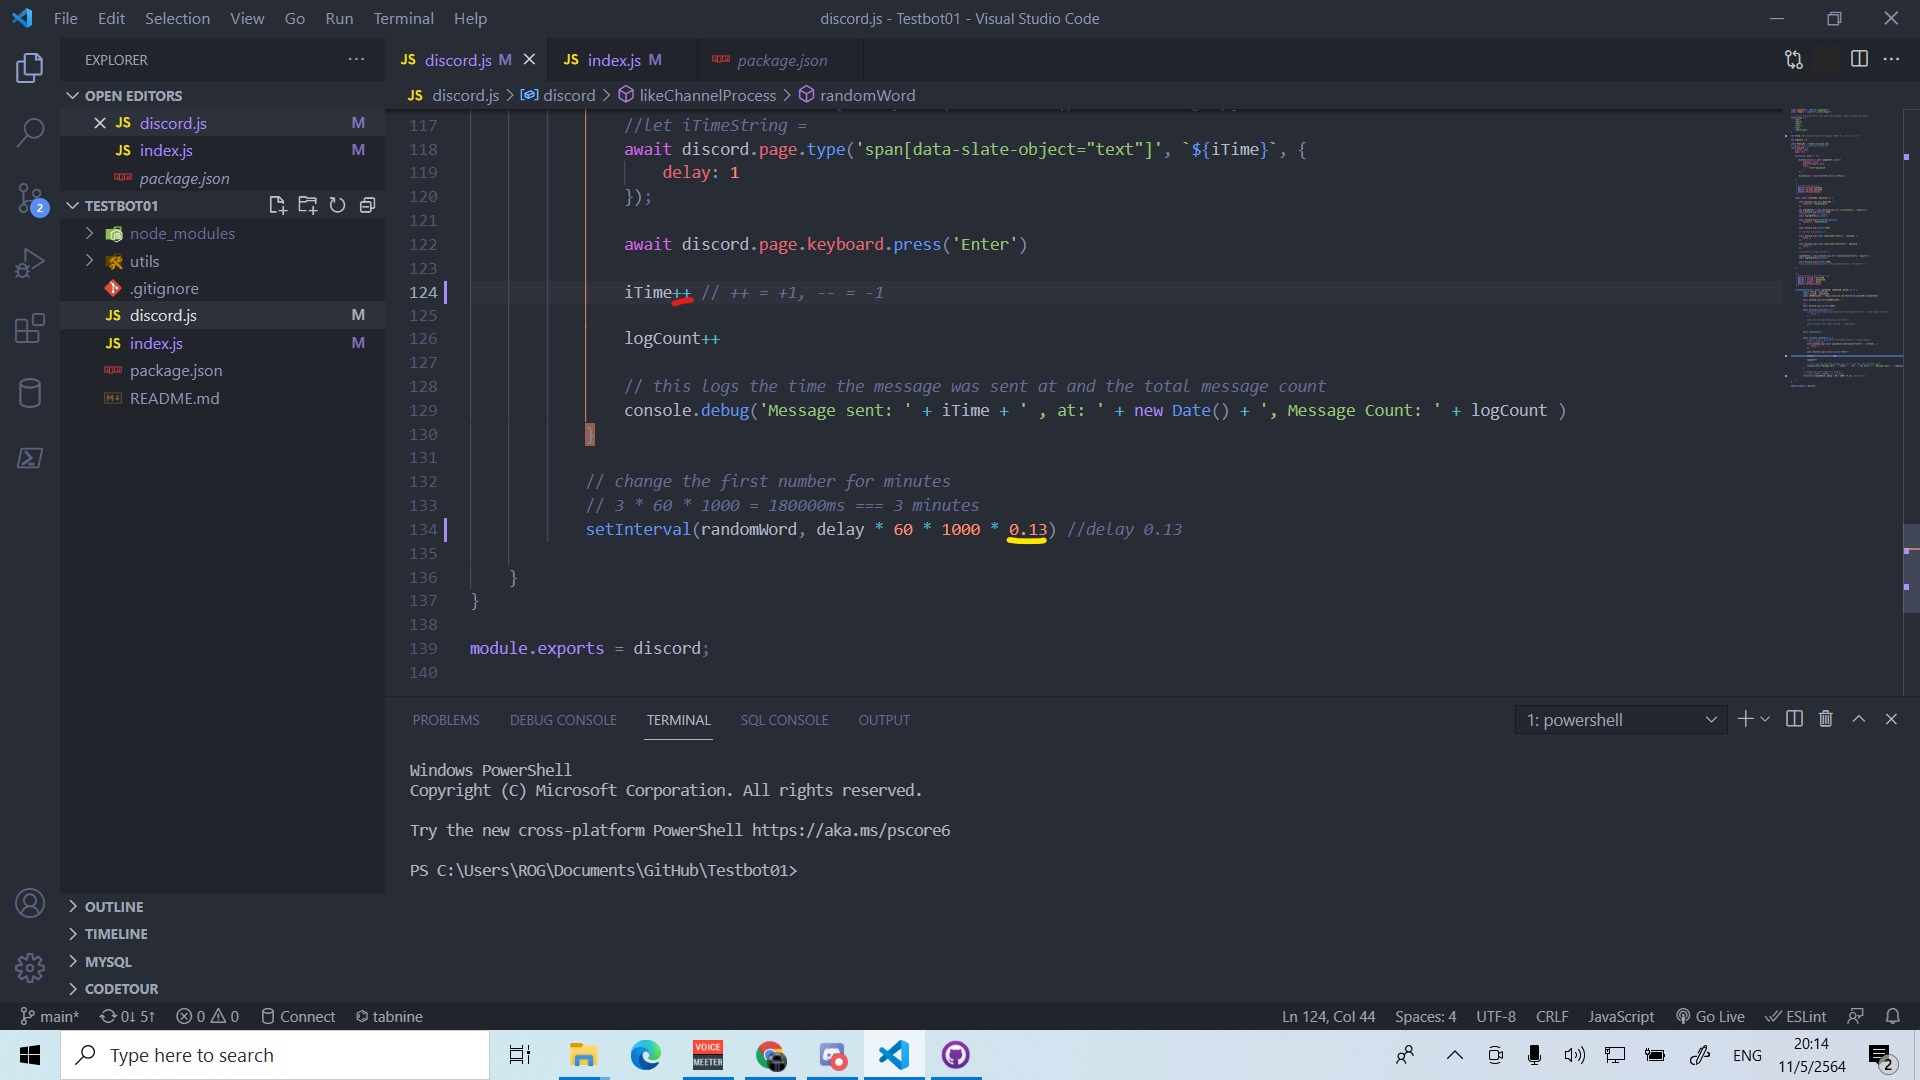 File Edit Selection View Go Run Terminal Help
discord.js - Testbot01 - Visual Studio Code
EXPLORER
OPEN EDITORS
JS discord.js M
JS index.js M
package.json
TESTBOT01
node_modules
utils
.gitignore
JS discord.js M
JS index.js M
package.json
README.md
OUTLINE
TIMELINE
MYSQL
CODETOUR
2
JS discord.js M
JS index.js M
package.json
JS discord.js > discord > likeChannelProcess > randomWord
117 //let iTimeString =
118 await discord.page.type('span[data-slate-object="text"]', `${iTime}`, {
119 delay: 1
120 });
121
122 await discord.page.keyboard.press('Enter')
123
124 iTime++ // ++ = +1, -- = -1
125
126 logCount++
127
128 // this logs the time the message was sent at and the total message count
129 console.debug('Message sent: ' + iTime + ' , at: ' + new Date() + ', Message Count: ' + logCount )
130 }
131
132 // change the first number for minutes
133 // 3 * 60 * 1000 = 180000ms === 3 minutes
134 setInterval(randomWord, delay * 60 * 1000 * 0.13) //delay 0.13
135
136 }
137 }
138
139 module.exports = discord;
140
PROBLEMS DEBUG CONSOLE TERMINAL SQL CONSOLE OUTPUT
1: powershell
Windows PowerShell
Copyright (C) Microsoft Corporation. All rights reserved.
Try the new cross-platform PowerShell https://aka.ms/pscore6
PS C:\Users\ROG\Documents\GitHub\Testbot01>
main* 0↓ 5↑ 0 0 Connect tabnine
Ln 124, Col 44 Spaces: 4 UTF-8 CRLF JavaScript Go Live ESLint
Type here to search
VOICE
MEETER
ENG
20:14
11/5/2564
2